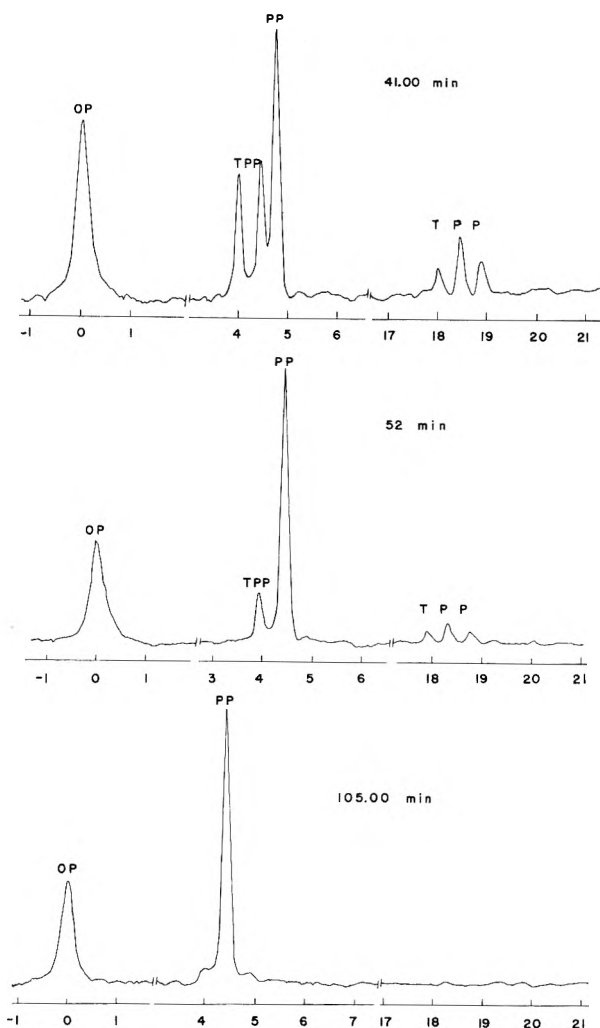 PP
41.00 min
OP
TPP
T P P
-1 0 1 4 5 6 17 18 19 20 21
PP
52 min
OP
TPP
T P P
-1 0 1 3 4 5 6 18 19 20 21
PP
105.00 min
OP
-1 0 1 4 5 6 7 17 18 19 20 21